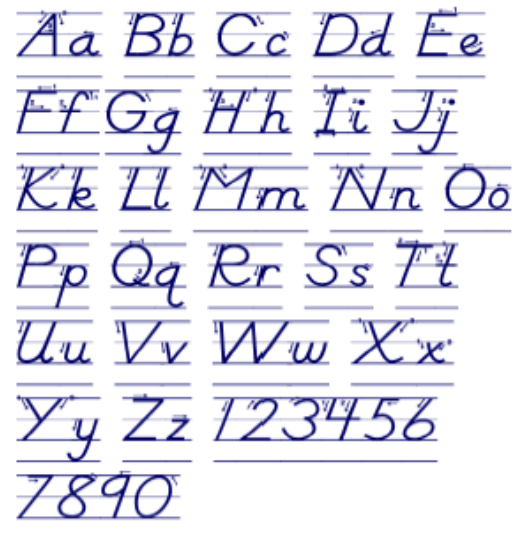 Aa Bb Cc Dd Ee
Ff Gg Hh Ii Jj
Kk Ll Mm Nn Oo
Pp Qq Rr Ss Tt
Uu Vv Ww Xx
Yy Zz 123456
7890